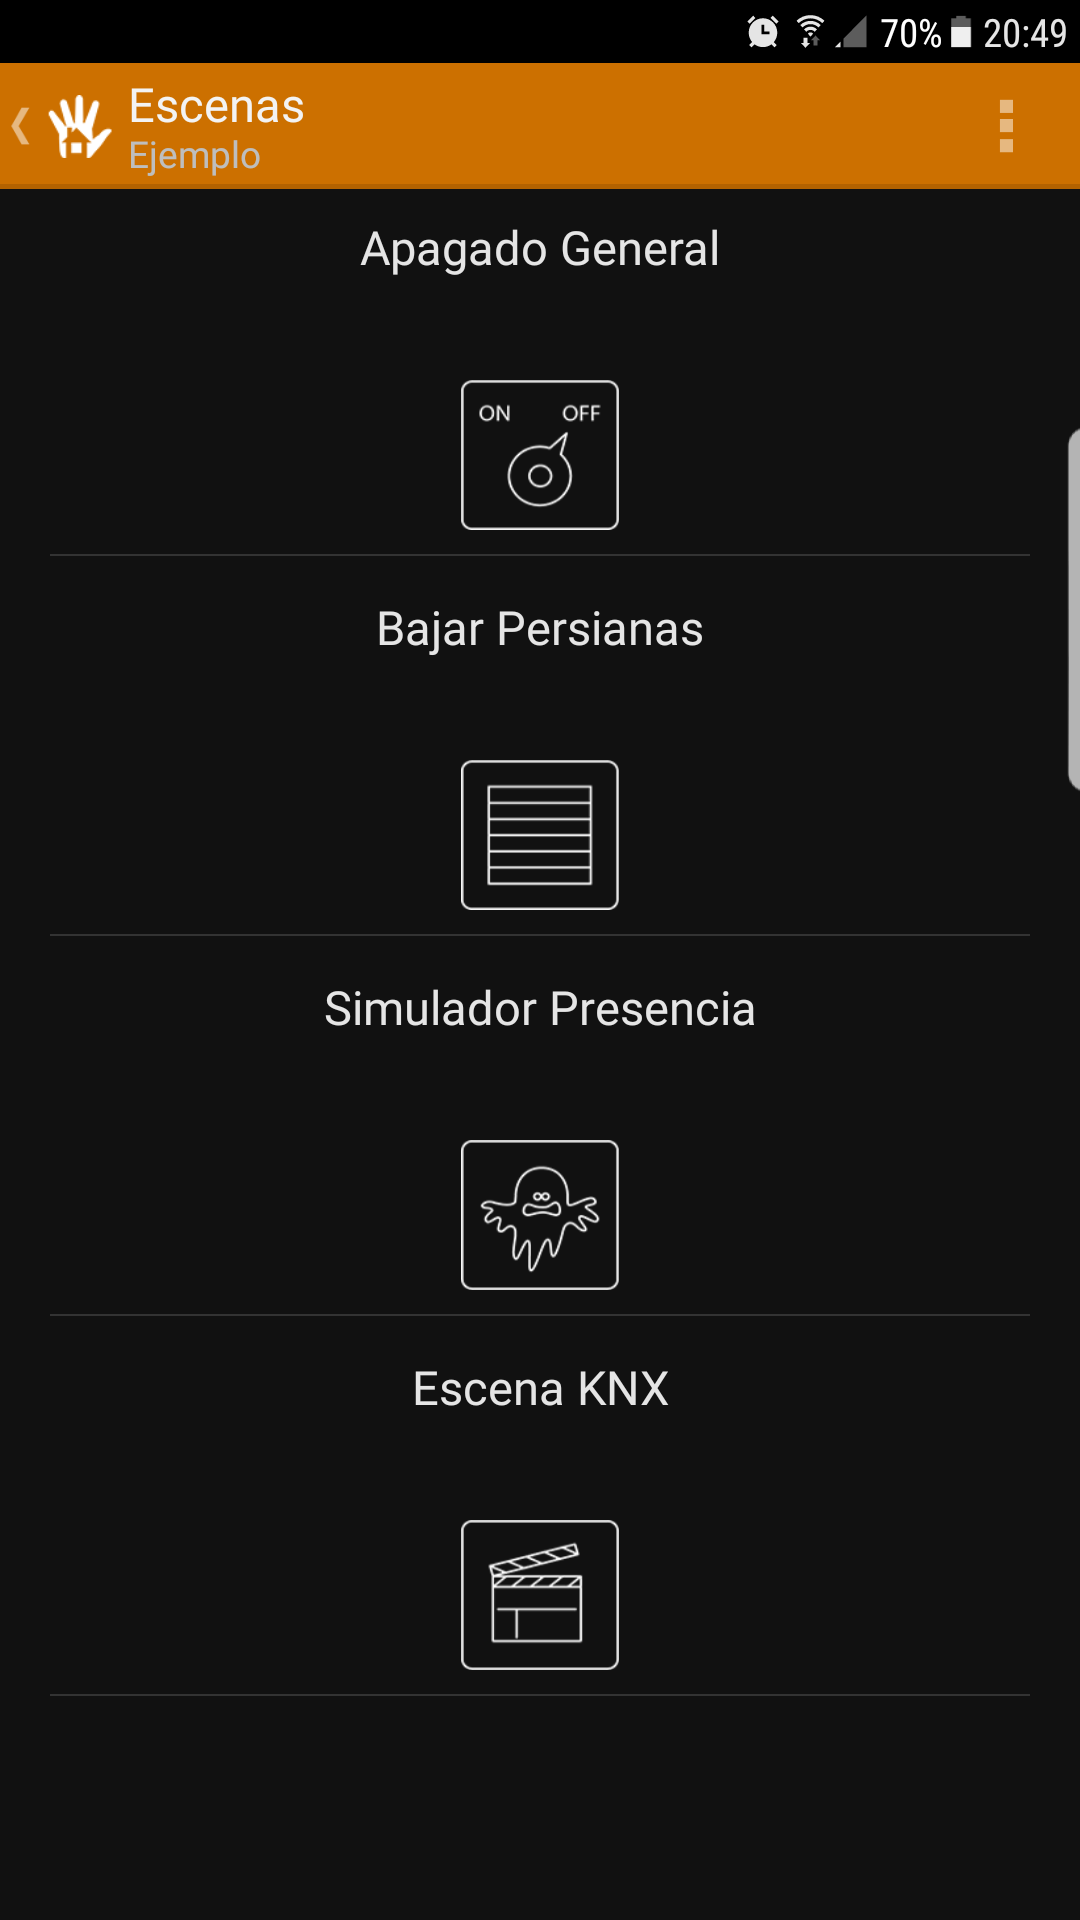 70% 20:49
Escenas
Ejemplo
Apagado General
ON OFF
Bajar Persianas
Simulador Presencia
Escena KNX